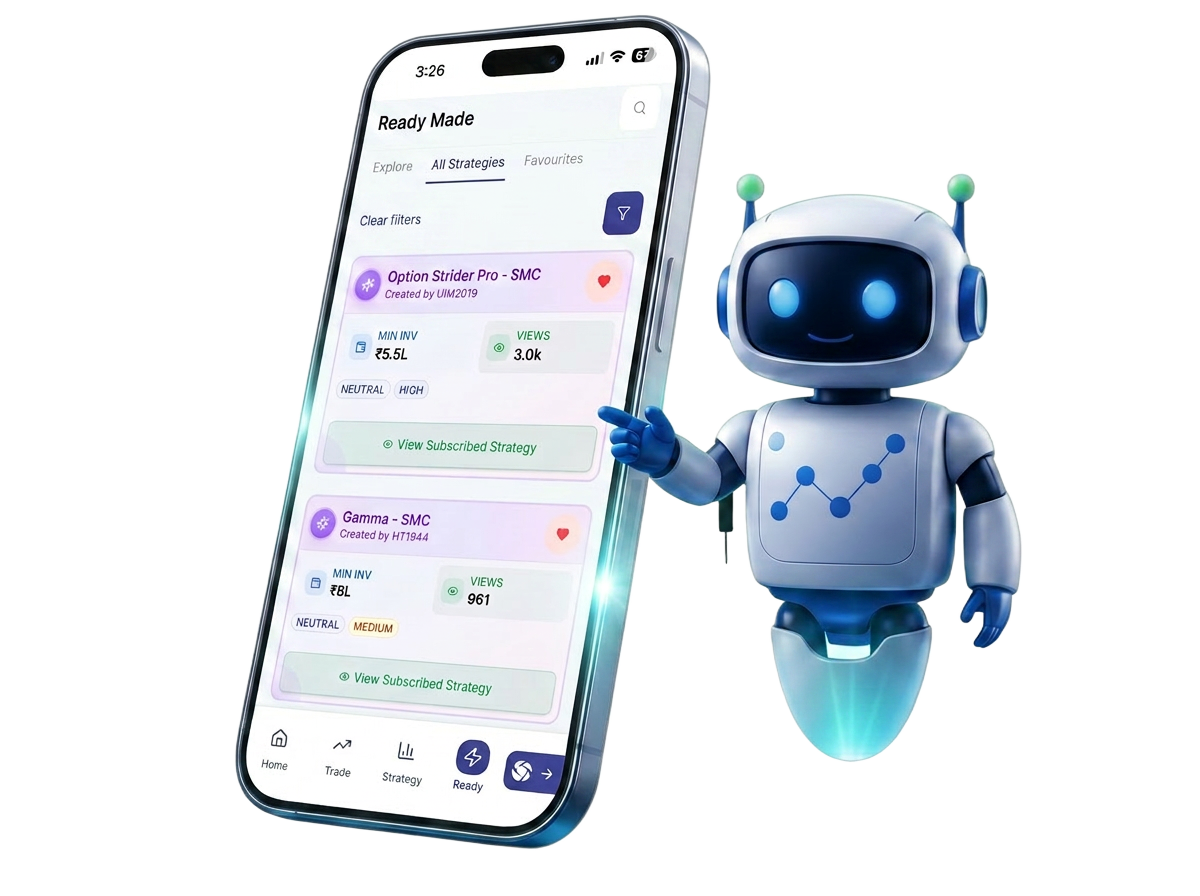 3:26
67
Ready Made
Explore All Strategies Favourites
Clear filters
Option Strider Pro - SMC
Created by UIM2019
MIN INV
₹5.5L
VIEWS
3.0k
NEUTRAL HIGH
View Subscribed Strategy
Gamma - SMC
Created by HT1944
MIN INV
₹8L
VIEWS
961
NEUTRAL MEDIUM
View Subscribed Strategy
Home Trade Strategy Ready